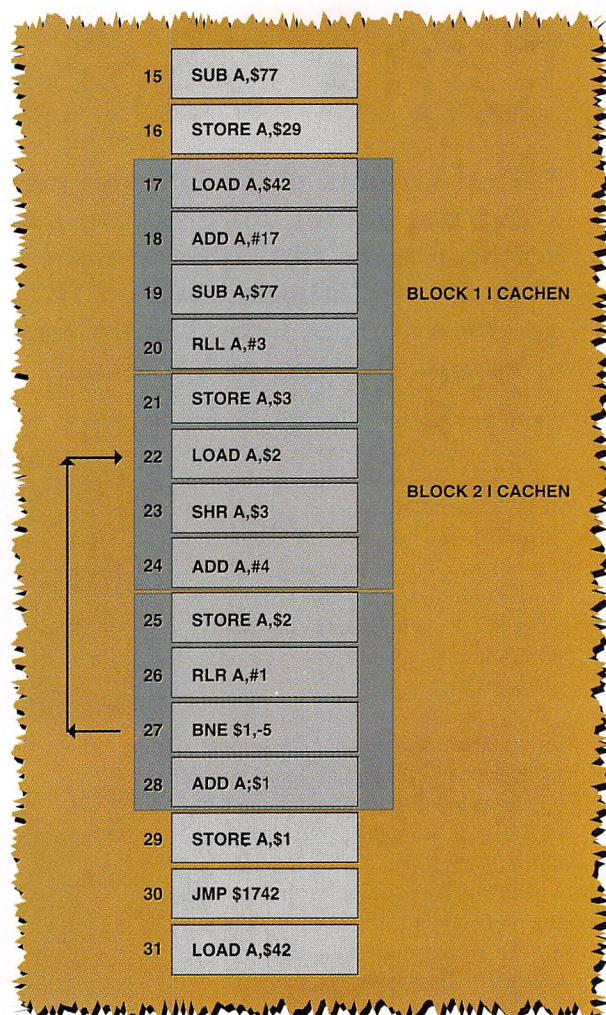 15 SUB A,$77
16 STORE A,$29
17 LOAD A,$42
18 ADD A,#17
19 SUB A,$77
BLOCK 1 I CACHEN
20 RLL A,#3
21 STORE A,$3
22 LOAD A,$2
BLOCK 2 I CACHEN
23 SHR A,$3
24 ADD A,#4
25 STORE A,$2
26 RLR A,#1
27 BNE $1,-5
28 ADD A;$1
29 STORE A,$1
30 JMP $1742
31 LOAD A,$42